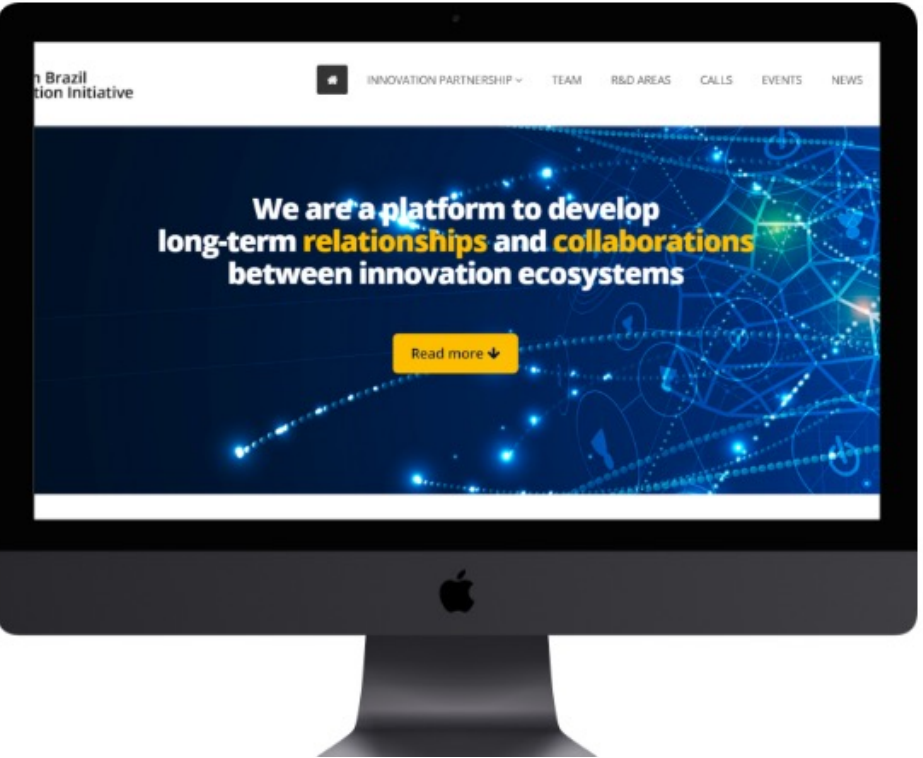 n Brazil
tion Initiative
INNOVATION PARTNERSHIP
TEAM
R&D AREAS
CALLS
EVENTS
NEWS
We are a platform to develop
long-term relationships and collaborations
between innovation ecosystems
Read more